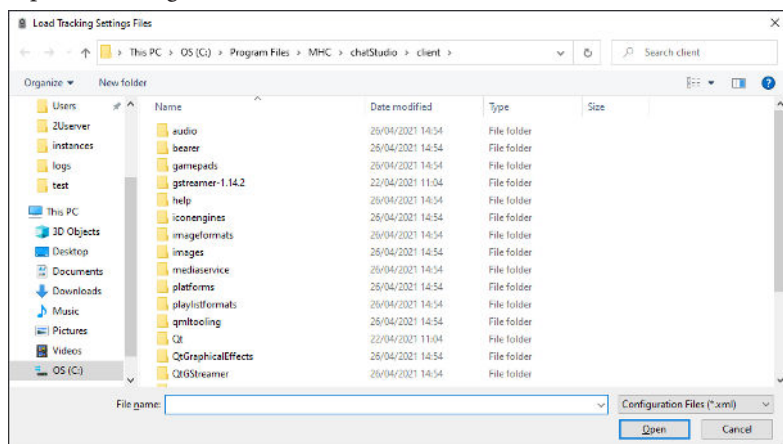 Load Tracking Settings Files
This PC > OS (C:) > Program Files > MHC > chatStudio > client >
Search client
Organize
New folder
Users
2Userver
instances
logs
test
This PC
3D Objects
Desktop
Documents
Downloads
Music
Pictures
Videos
OS (C:)
Name Date modified Type Size
audio 26/04/2021 14:54 File folder
bearer 26/04/2021 14:54 File folder
gamepads 26/04/2021 14:54 File folder
gstreamer-1.14.2 22/04/2021 11:04 File folder
help 26/04/2021 14:54 File folder
iconengines 26/04/2021 14:54 File folder
imageformats 26/04/2021 14:54 File folder
images 26/04/2021 14:54 File folder
mediaservice 26/04/2021 14:54 File folder
platforms 26/04/2021 14:54 File folder
playlistformats 26/04/2021 14:54 File folder
qmltooling 26/04/2021 14:54 File folder
Qt 22/04/2021 11:04 File folder
QtGraphicalEffects 26/04/2021 14:54 File folder
QtGStreamer 26/04/2021 14:54 File folder
File name:
Configuration Files (*.xml)
Open
Cancel